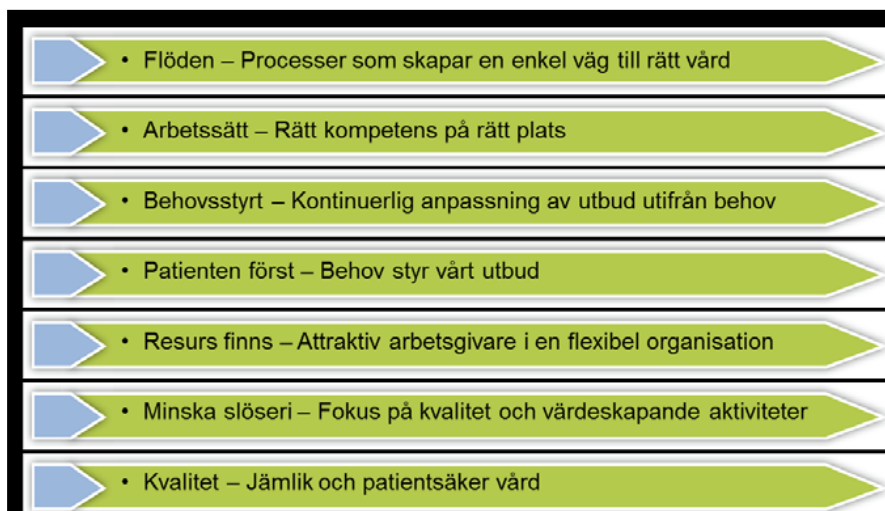 • Flöden – Processer som skapar en enkel väg till rätt vård
• Arbetssätt – Rätt kompetens på rätt plats
• Behovsstyrt – Kontinuerlig anpassning av utbud utifrån behov
• Patienten först – Behov styr vårt utbud
• Resurs finns – Attraktiv arbetsgivare i en flexibel organisation
• Minska slöseri – Fokus på kvalitet och värdeskapande aktiviteter
• Kvalitet – Jämlik och patientsäker vård